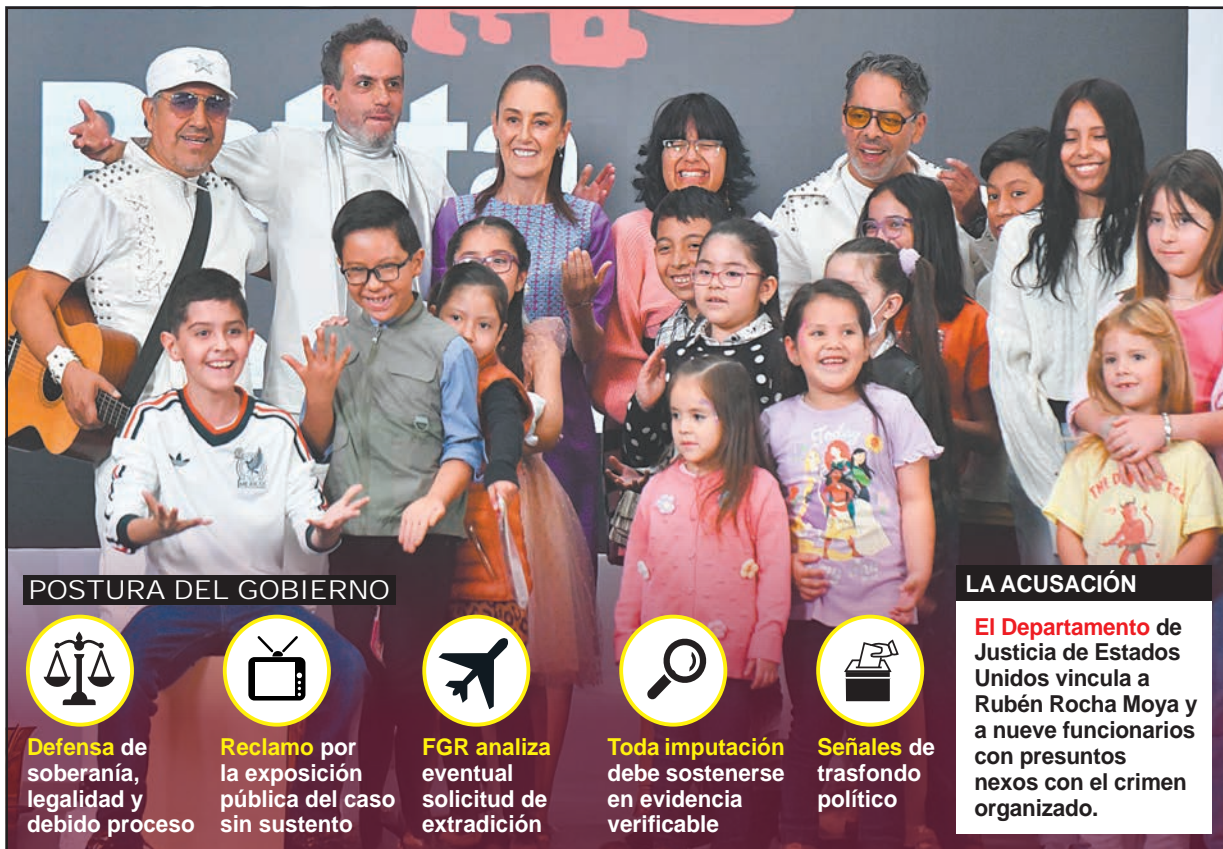 MEXICO
Today
POSTURA DEL GOBIERNO
Defensa de
soberanía,
legalidad y
debido proceso
Reclamo por
la exposición
pública del caso
sin sustento
FGR analiza
eventual
solicitud de
extradición
Toda imputación
debe sostenerse
en evidencia
verificable
Señales de
trasfondo
político
LA ACUSACIÓN
El Departamento de
Justicia de Estados
Unidos vincula a
Rubén Rocha Moya y
a nueve funcionarios
con presuntos
nexos con el crimen
organizado.